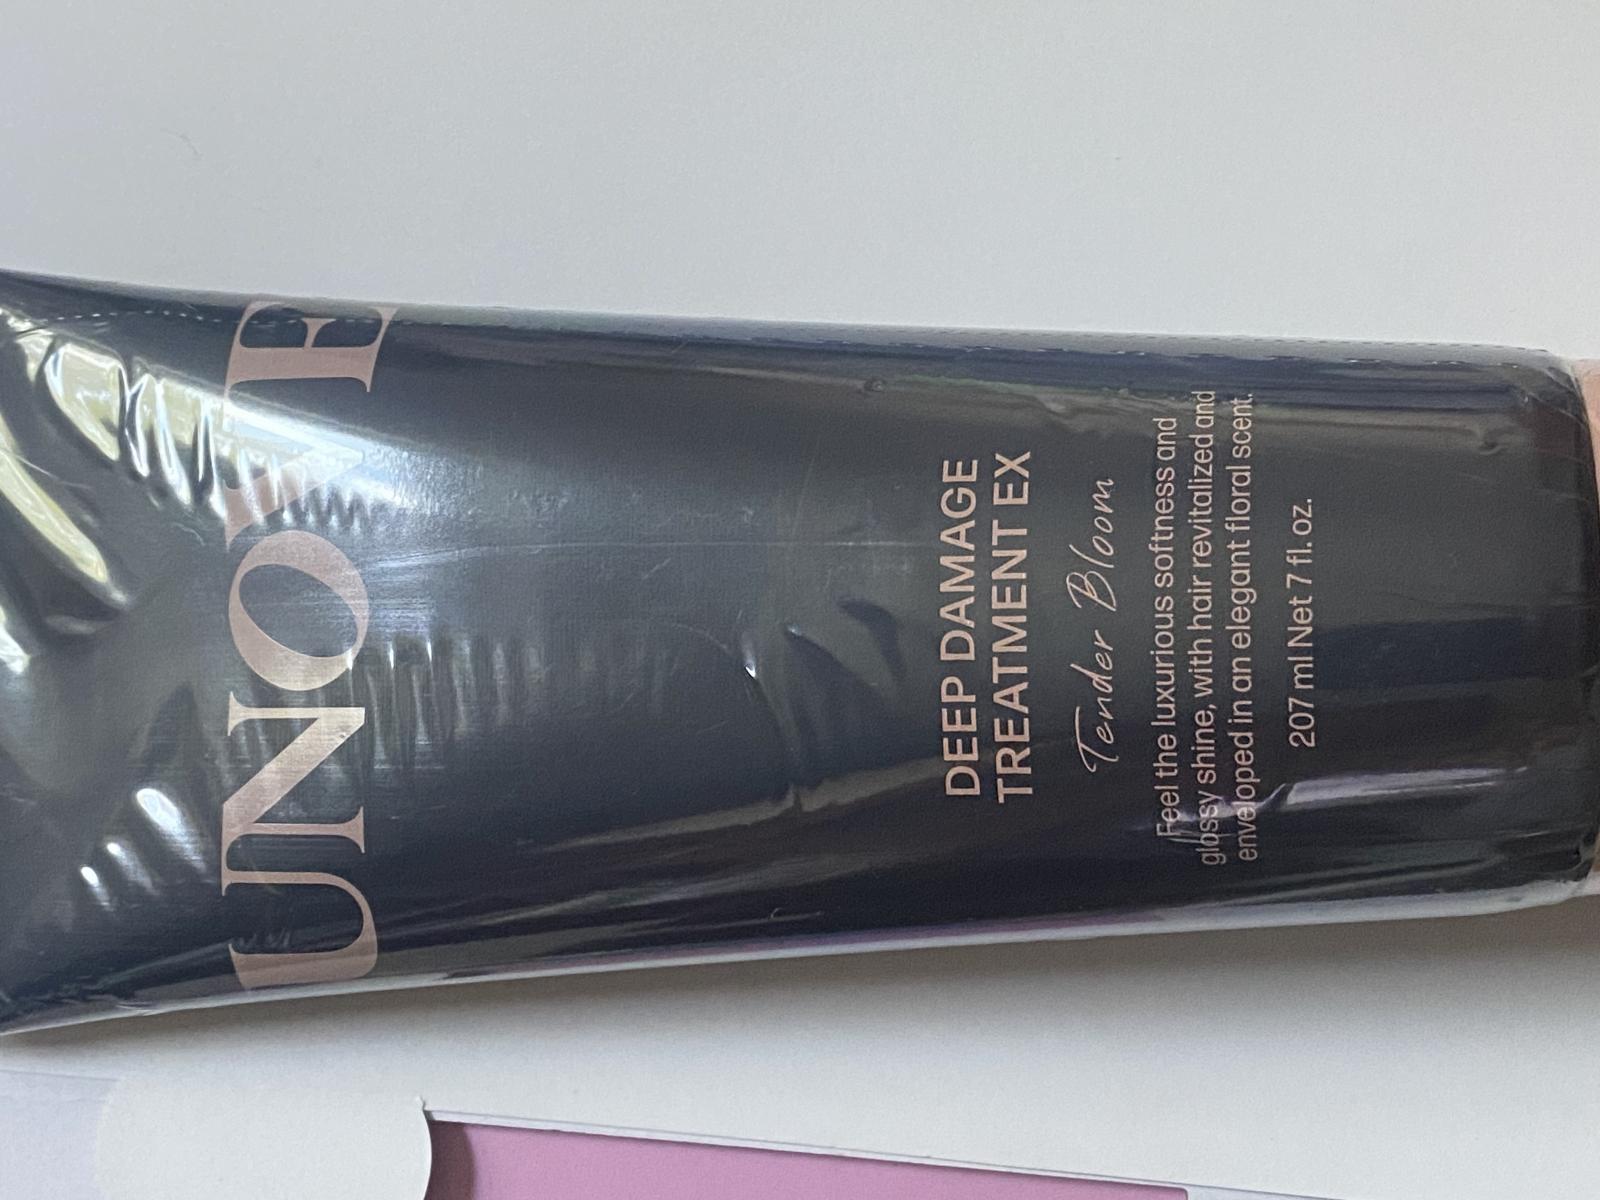 UNOVE
DEEP DAMAGE
TREATMENT EX
Tender Bloom
Feel the luxurious softness and
glossy shine, with hair revitalized and
enveloped in an elegant floral scent.
207 ml Net 7 fl. oz.